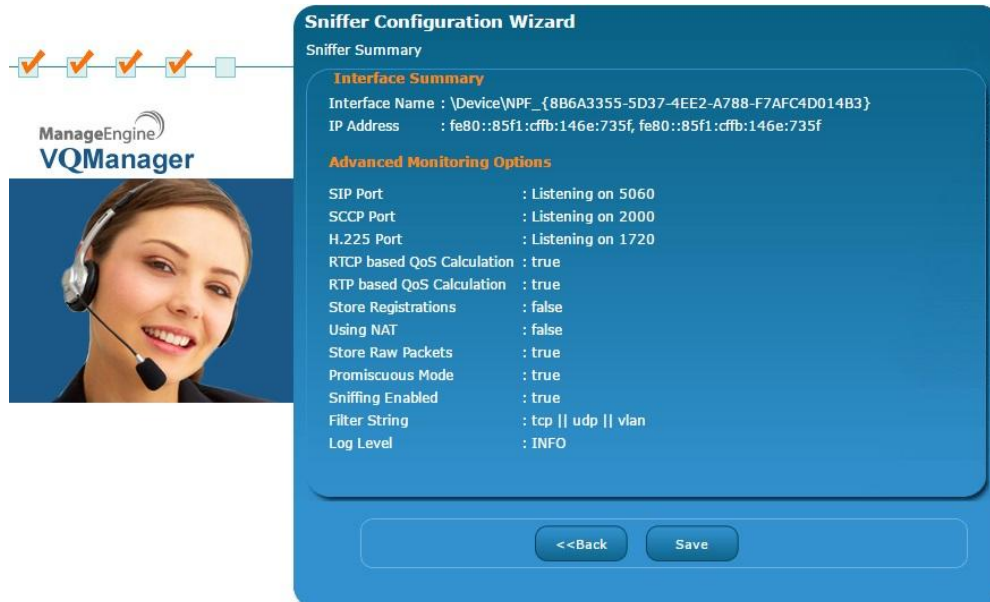 ManageEngine
VQManager
Sniffer Configuration Wizard
Sniffer Summary
Interface Summary
Interface Name : \Device\NPF_{8B6A3355-5D37-4EE2-A788-F7AFC4D014B3}
IP Address : fe80::85f1:cffb:146e:735f, fe80::85f1:cffb:146e:735f
Advanced Monitoring Options
SIP Port : Listening on 5060
SCCP Port : Listening on 2000
H.225 Port : Listening on 1720
RTCP based QoS Calculation : true
RTP based QoS Calculation : true
Store Registrations : false
Using NAT : false
Store Raw Packets : true
Promiscuous Mode : true
Sniffing Enabled : true
Filter String : tcp || udp || vlan
Log Level : INFO
<<Back Save